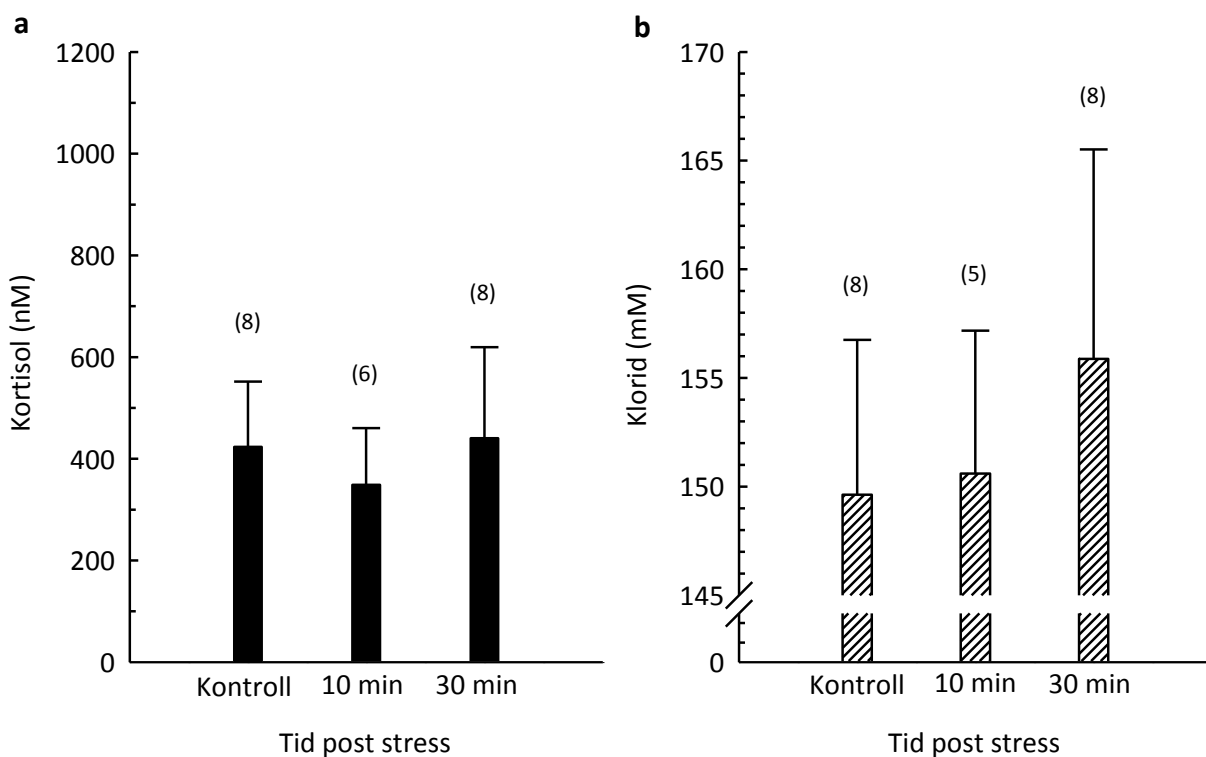 a
1200
1000
800
600
400
200
0
Kortisol (nM)
(8)
(6)
(8)
Kontroll
10 min
30 min
Tid post stress
b
170
165
160
155
150
145
0
Klorid (mM)
(8)
(5)
(8)
Kontroll
10 min
30 min
Tid post stress